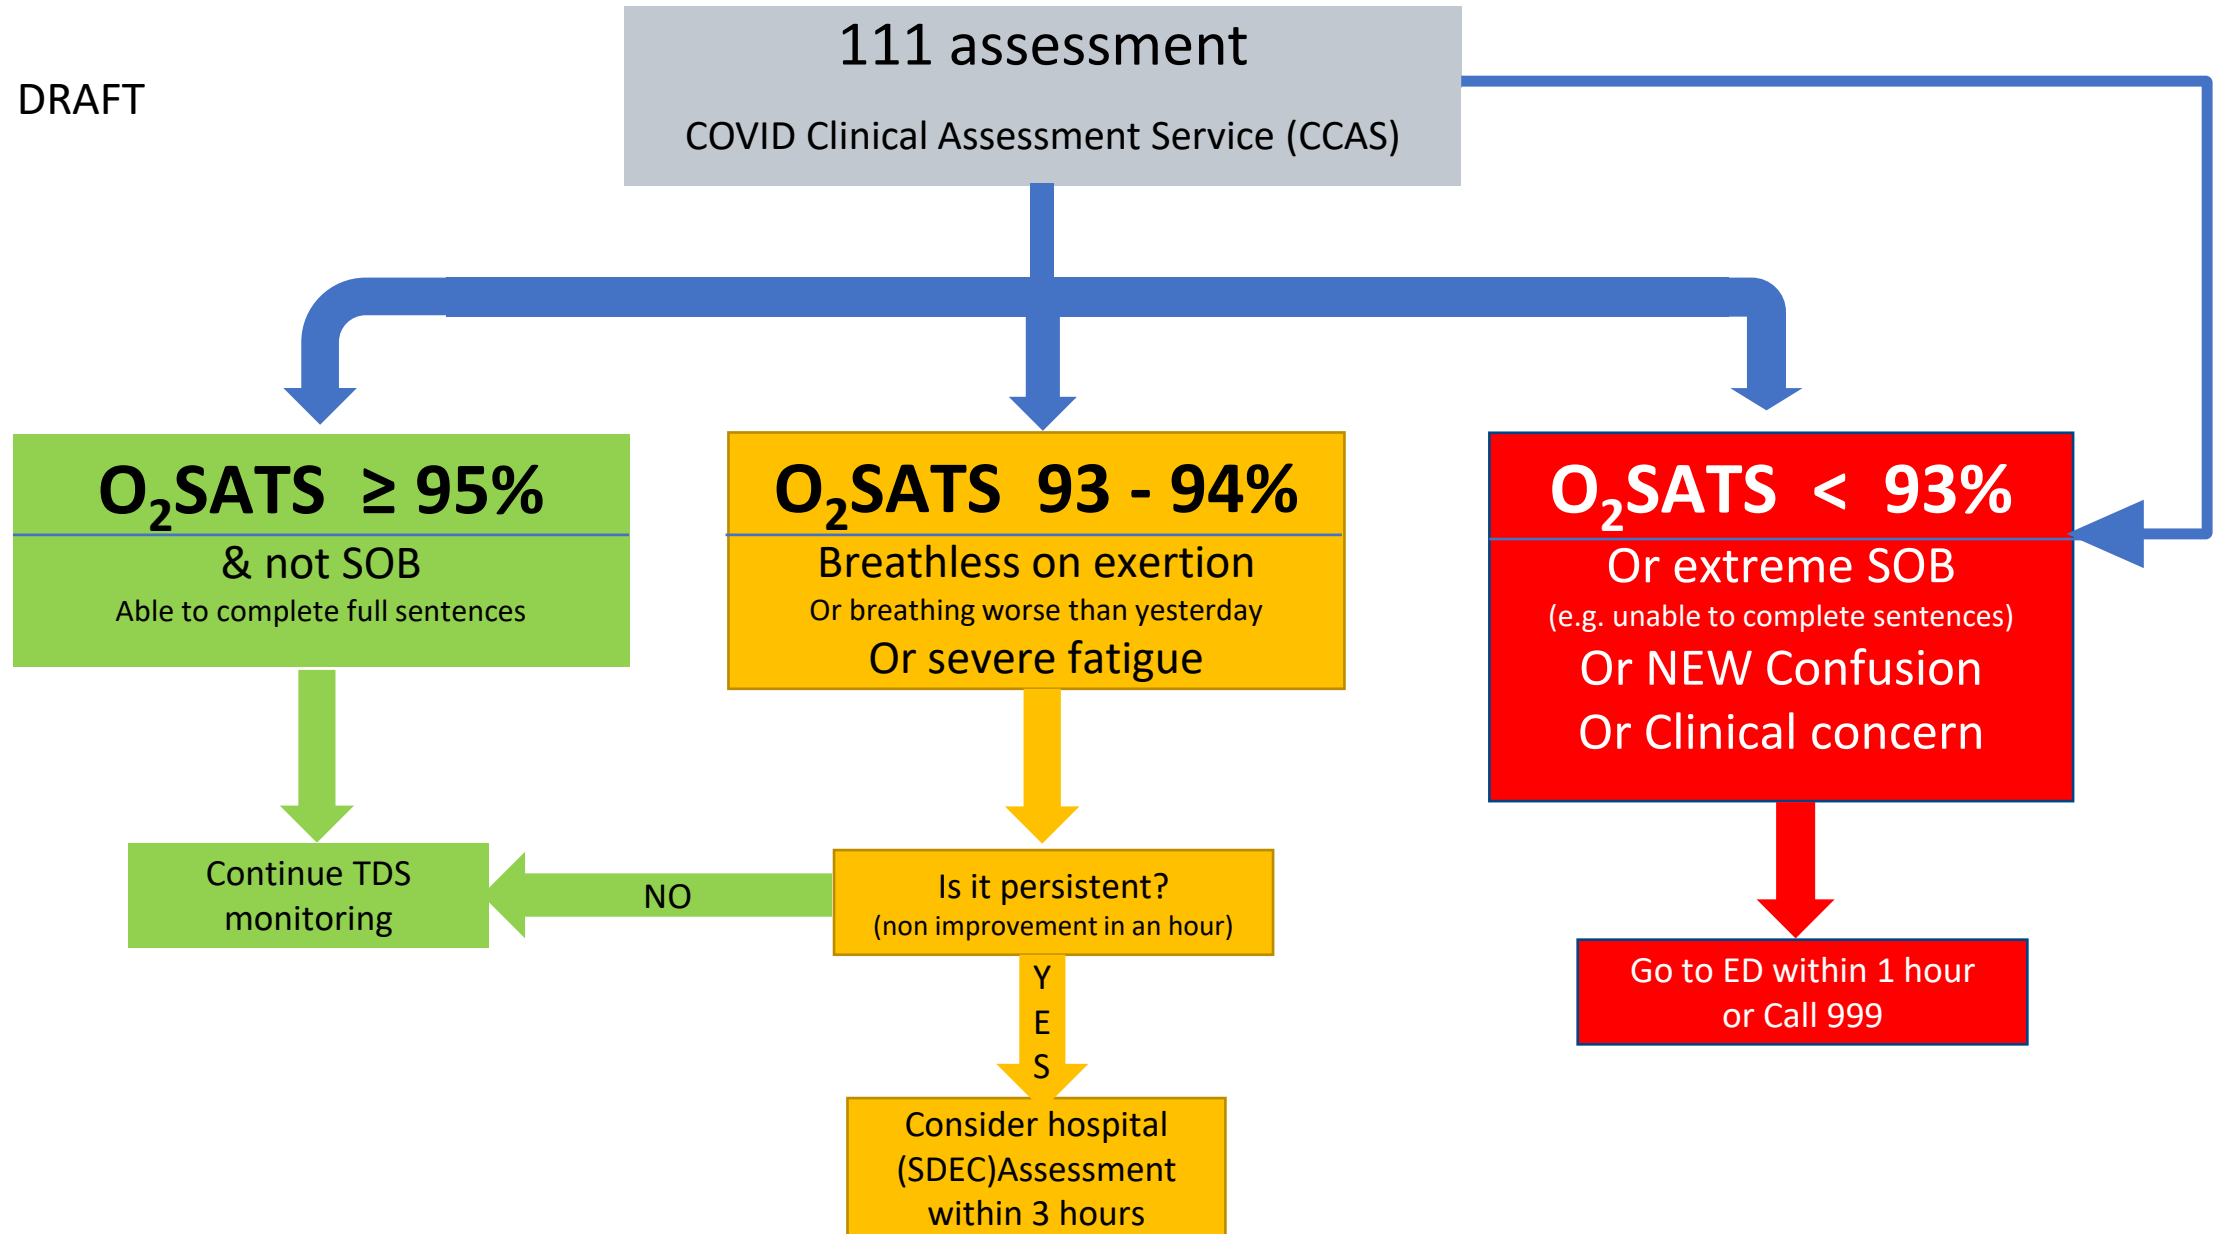 111 assessment
DRAFT
COVID Clinical Assessment Service (CCAS)
O₂SATS ≥ 95%
& not SOB
Able to complete full sentences
O₂SATS 93 - 94%
Breathless on exertion
Or breathing worse than yesterday
Or severe fatigue
O₂SATS < 93%
Or extreme SOB
(e.g. unable to complete sentences)
Or NEW Confusion
Or Clinical concern
Continue TDS
monitoring
NO
Is it persistent?
(non improvement in an hour)
Y
E
S
Go to ED within 1 hour
or Call 999
Consider hospital
(SDEC)Assessment
within 3 hours